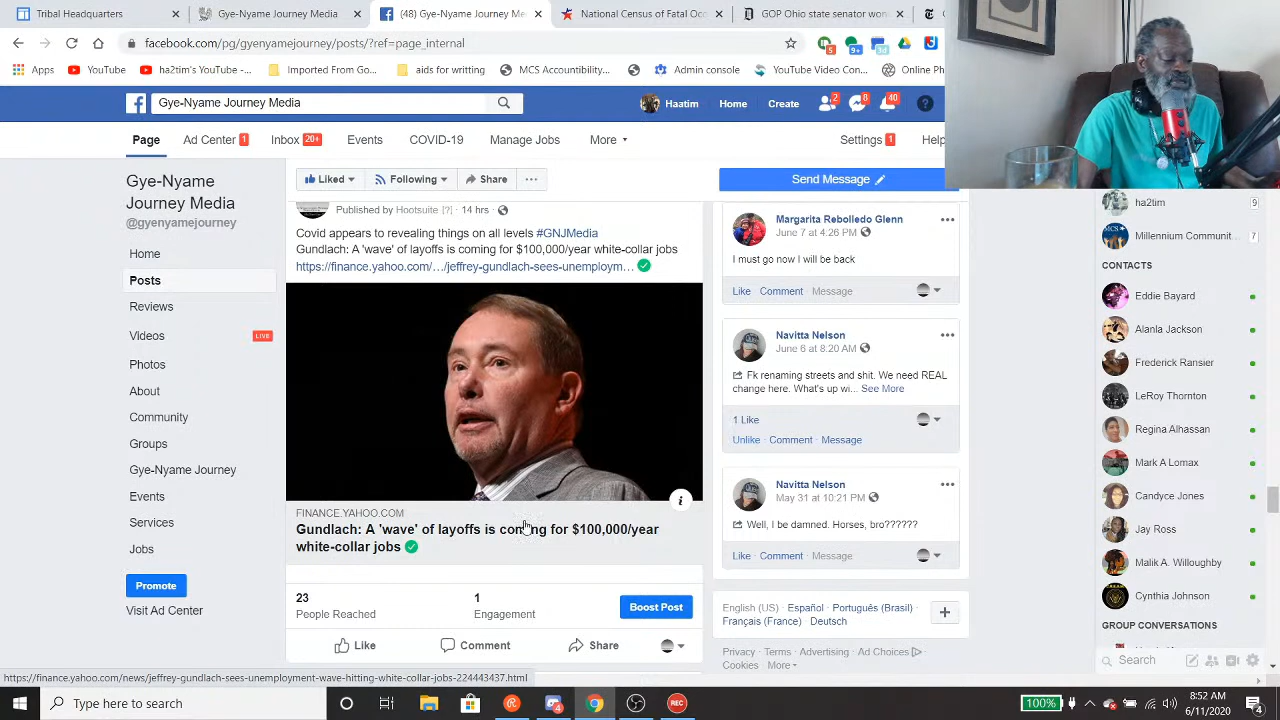 Tribal Headquarters
Gye-Nyame Journey Media
(48) Gye-Nyame Journey Med
National Census of Fatal Occ
GOP Ohio state senator won
facebook.com/pg/gyenyamejourney/posts/?ref=page_internal
5 9+ 3d
Apps YouTube ha2tim's YouTube -... Imported From Go... aids for writting MCS Accountibility... Admin console YouTube Video Con... Online Ph
Gye-Nyame Journey Media
Haatim Home Create 2 8 40
Page Ad Center 1 Inbox 20+ Events COVID-19 Manage Jobs More Settings 1 Help
Gye-Nyame
Journey Media
@gyenyamejourney
Home
Posts
Reviews
Videos LIVE
Photos
About
Community
Groups
Gye-Nyame Journey
Events
Services
Jobs
Promote
Visit Ad Center
Liked Following Share ...
Send Message
Published by Hootsuite [?] · 14 hrs ·
Covid appears to revealing things on all levels #GNJMedia
Gundlach: A 'wave' of layoffs is coming for $100,000/year white-collar jobs
https://finance.yahoo.com/.../jeffrey-gundlach-sees-unemploym...
FINANCE.YAHOO.COM
Gundlach: A 'wave' of layoffs is coming for $100,000/year
white-collar jobs
23
People Reached
1
Engagement
Boost Post
Like Comment Share
Margarita Rebolledo Glenn
June 7 at 4:26 PM ·
I must go now I will be back
Like · Comment · Message
Navitta Nelson
June 6 at 8:20 AM ·
Fk renaming streets and shit. We need REAL
change here. What's up wi... See More
1 Like
Unlike · Comment · Message
Navitta Nelson
May 31 at 10:21 PM ·
Well, I be damned. Horses, bro??????
Like · Comment · Message
English (US) · Español · Português (Brasil) ·
Français (France) · Deutsch
Privacy · Terms · Advertising · Ad Choices ·
Cookies · More
ha2tim 9
Millennium Communit... 7
CONTACTS
Eddie Bayard
Alanla Jackson
Frederick Ransier
LeRoy Thornton
Regina Alhassan
Mark A Lomax
Candyce Jones
Jay Ross
Malik A. Willoughby
Cynthia Johnson
GROUP CONVERSATIONS
Search
https://finance.yahoo.com/news/jeffrey-gundlach-sees-unemployment-wave-hitting-white-collar-jobs-224443437.html
Type here to search
REC
100%
8:52 AM
6/11/2020